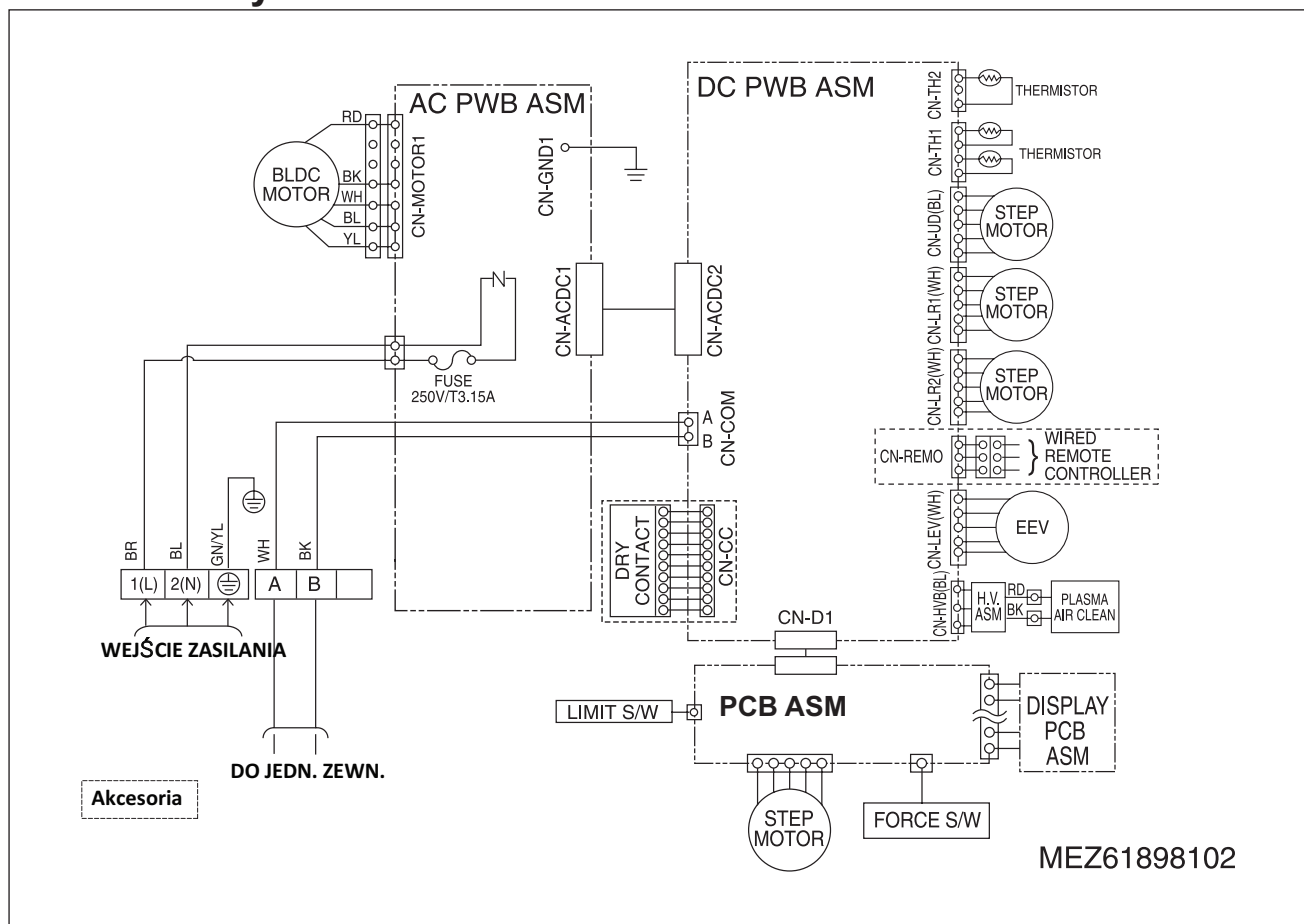 AC PWB ASM
DC PWB ASM
RD
BK
WH
BL
YL
BLDC
MOTOR
CN-MOTOR1
CN-GND1
CN-ACDC1
CN-ACDC2
N
FUSE
250V/T3.15A
CN-TH2
THERMISTOR
CN-TH1
THERMISTOR
CN-UD(BL)
STEP
MOTOR
CN-LR1(WH)
STEP
MOTOR
CN-LR2(WH)
STEP
MOTOR
A
B
CN-COM
CN-REMO
WIRED
REMOTE
CONTROLLER
CN-LEV(WH)
EEV
DRY
CONTACT
CN-CC
CN-HVB(BL)
H.V.
ASM
RD
BK
PLASMA
AIR CLEAN
BR
BL
GN/YL
WH
BK
1(L)
2(N)
A
B
WEJŚCIE ZASILANIA
DO JEDN. ZEWN.
Akcesoria
CN-D1
PCB ASM
LIMIT S/W
DISPLAY
PCB
ASM
STEP
MOTOR
FORCE S/W
MEZ61898102